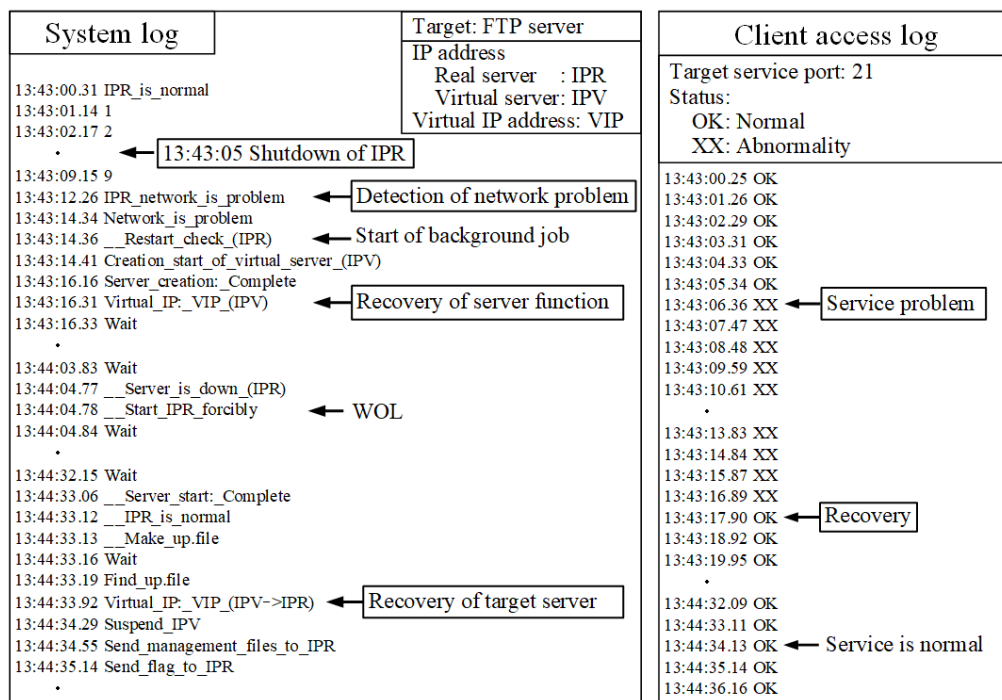 System log
Target: FTP server
IP address
Real server : IPR
Virtual server: IPV
Virtual IP address: VIP
13:43:00.31 IPR_is_normal
13:43:01.14 1
13:43:02.17 2
・
13:43:05 Shutdown of IPR
13:43:09.15 9
13:43:12.26 IPR_network_is_problem
Detection of network problem
13:43:14.34 Network_is_problem
13:43:14.36 __Restart_check_(IPR)
Start of background job
13:43:14.41 Creation_start_of_virtual_server_(IPV)
13:43:16.16 Server_creation:_Complete
13:43:16.31 Virtual_IP:_VIP_(IPV)
Recovery of server function
13:43:16.33 Wait
・
13:44:03.83 Wait
13:44:04.77 __Server_is_down_(IPR)
13:44:04.78 __Start_IPR_forcibly
WOL
13:44:04.84 Wait
・
13:44:32.15 Wait
13:44:33.06 __Server_start:_Complete
13:44:33.12 __IPR_is_normal
13:44:33.13 __Make_up.file
13:44:33.16 Wait
13:44:33.19 Find_up.file
13:44:33.92 Virtual_IP:_VIP_(IPV->IPR)
Recovery of target server
13:44:34.29 Suspend_IPV
13:44:34.55 Send_management_files_to_IPR
13:44:35.14 Send_flag_to_IPR
・
Client access log
Target service port: 21
Status:
OK: Normal
XX: Abnormality
13:43:00.25 OK
13:43:01.26 OK
13:43:02.29 OK
13:43:03.31 OK
13:43:04.33 OK
13:43:05.34 OK
13:43:06.36 XX
Service problem
13:43:07.47 XX
13:43:08.48 XX
13:43:09.59 XX
13:43:10.61 XX
・
13:43:13.83 XX
13:43:14.84 XX
13:43:15.87 XX
13:43:16.89 XX
13:43:17.90 OK
Recovery
13:43:18.92 OK
13:43:19.95 OK
・
13:44:32.09 OK
13:44:33.11 OK
13:44:34.13 OK
Service is normal
13:44:35.14 OK
13:44:36.16 OK